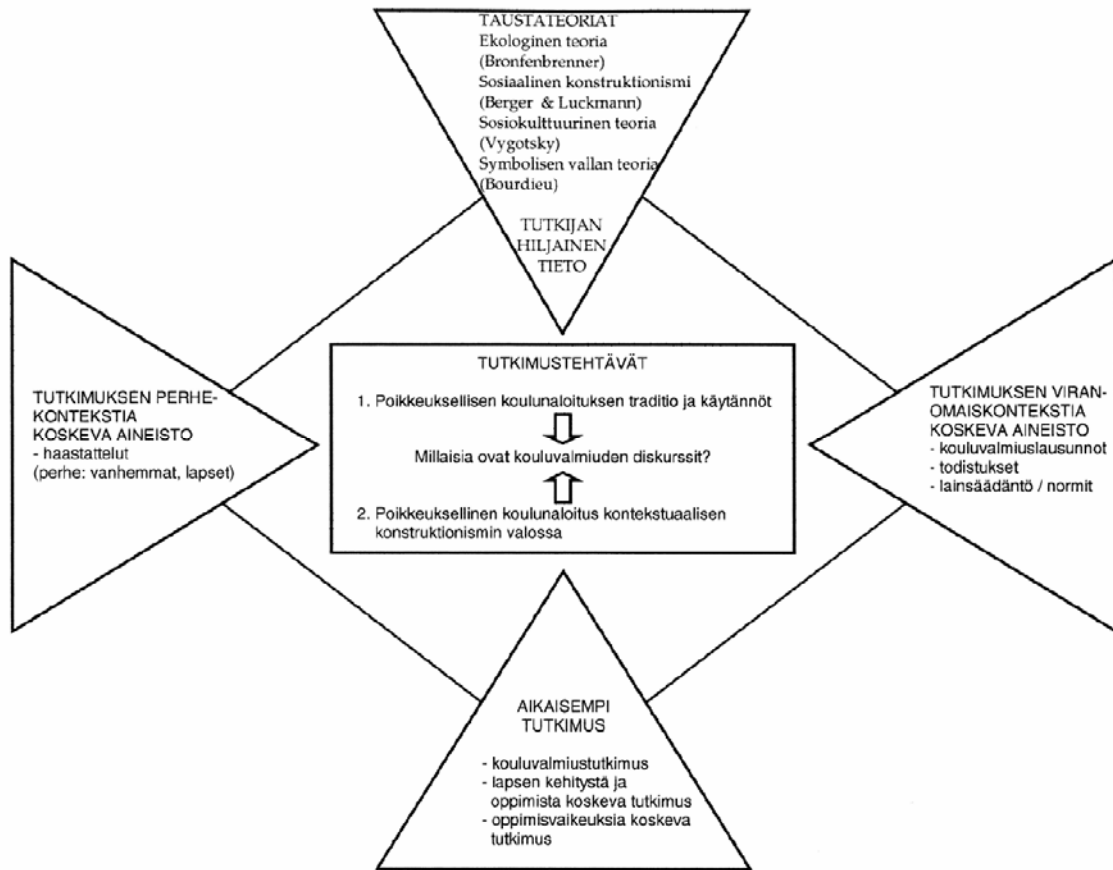 TAUSTATEORIAT
Ekologinen teoria
(Bronfenbrenner)
Sosiaalinen konstruktionismi
(Berger & Luckmann)
Sosiokulttuurinen teoria
(Vygotsky)
Symbolisen vallan teoria
(Bourdieu)
TUTKIJAN
HILJAINEN
TIETO
TUTKIMUKSEN PERHE-
KONTEKSTIA
KOSKEVA AINEISTO
- haastattelut
(perhe: vanhemmat, lapset)
TUTKIMUSTEHTÄVÄT
1. Poikkeuksellisen koulunaloituksen traditio ja käytännöt
Millaisia ovat kouluvalmiuden diskurssit?
2. Poikkeuksellinen koulunaloitus kontekstuaalisen
konstruktionismin valossa
TUTKIMUKSEN VIRAN-
OMAISKONTEKSTIA
KOSKEVA AINEISTO
- kouluvalmiuslausunnot
- todistukset
- lainsäädäntö / normit
AIKAISEMPI
TUTKIMUS
- kouluvalmiustutkimus
- lapsen kehitystä ja
oppimista koskeva tutkimus
- oppimisvaikeuksia koskeva
tutkimus